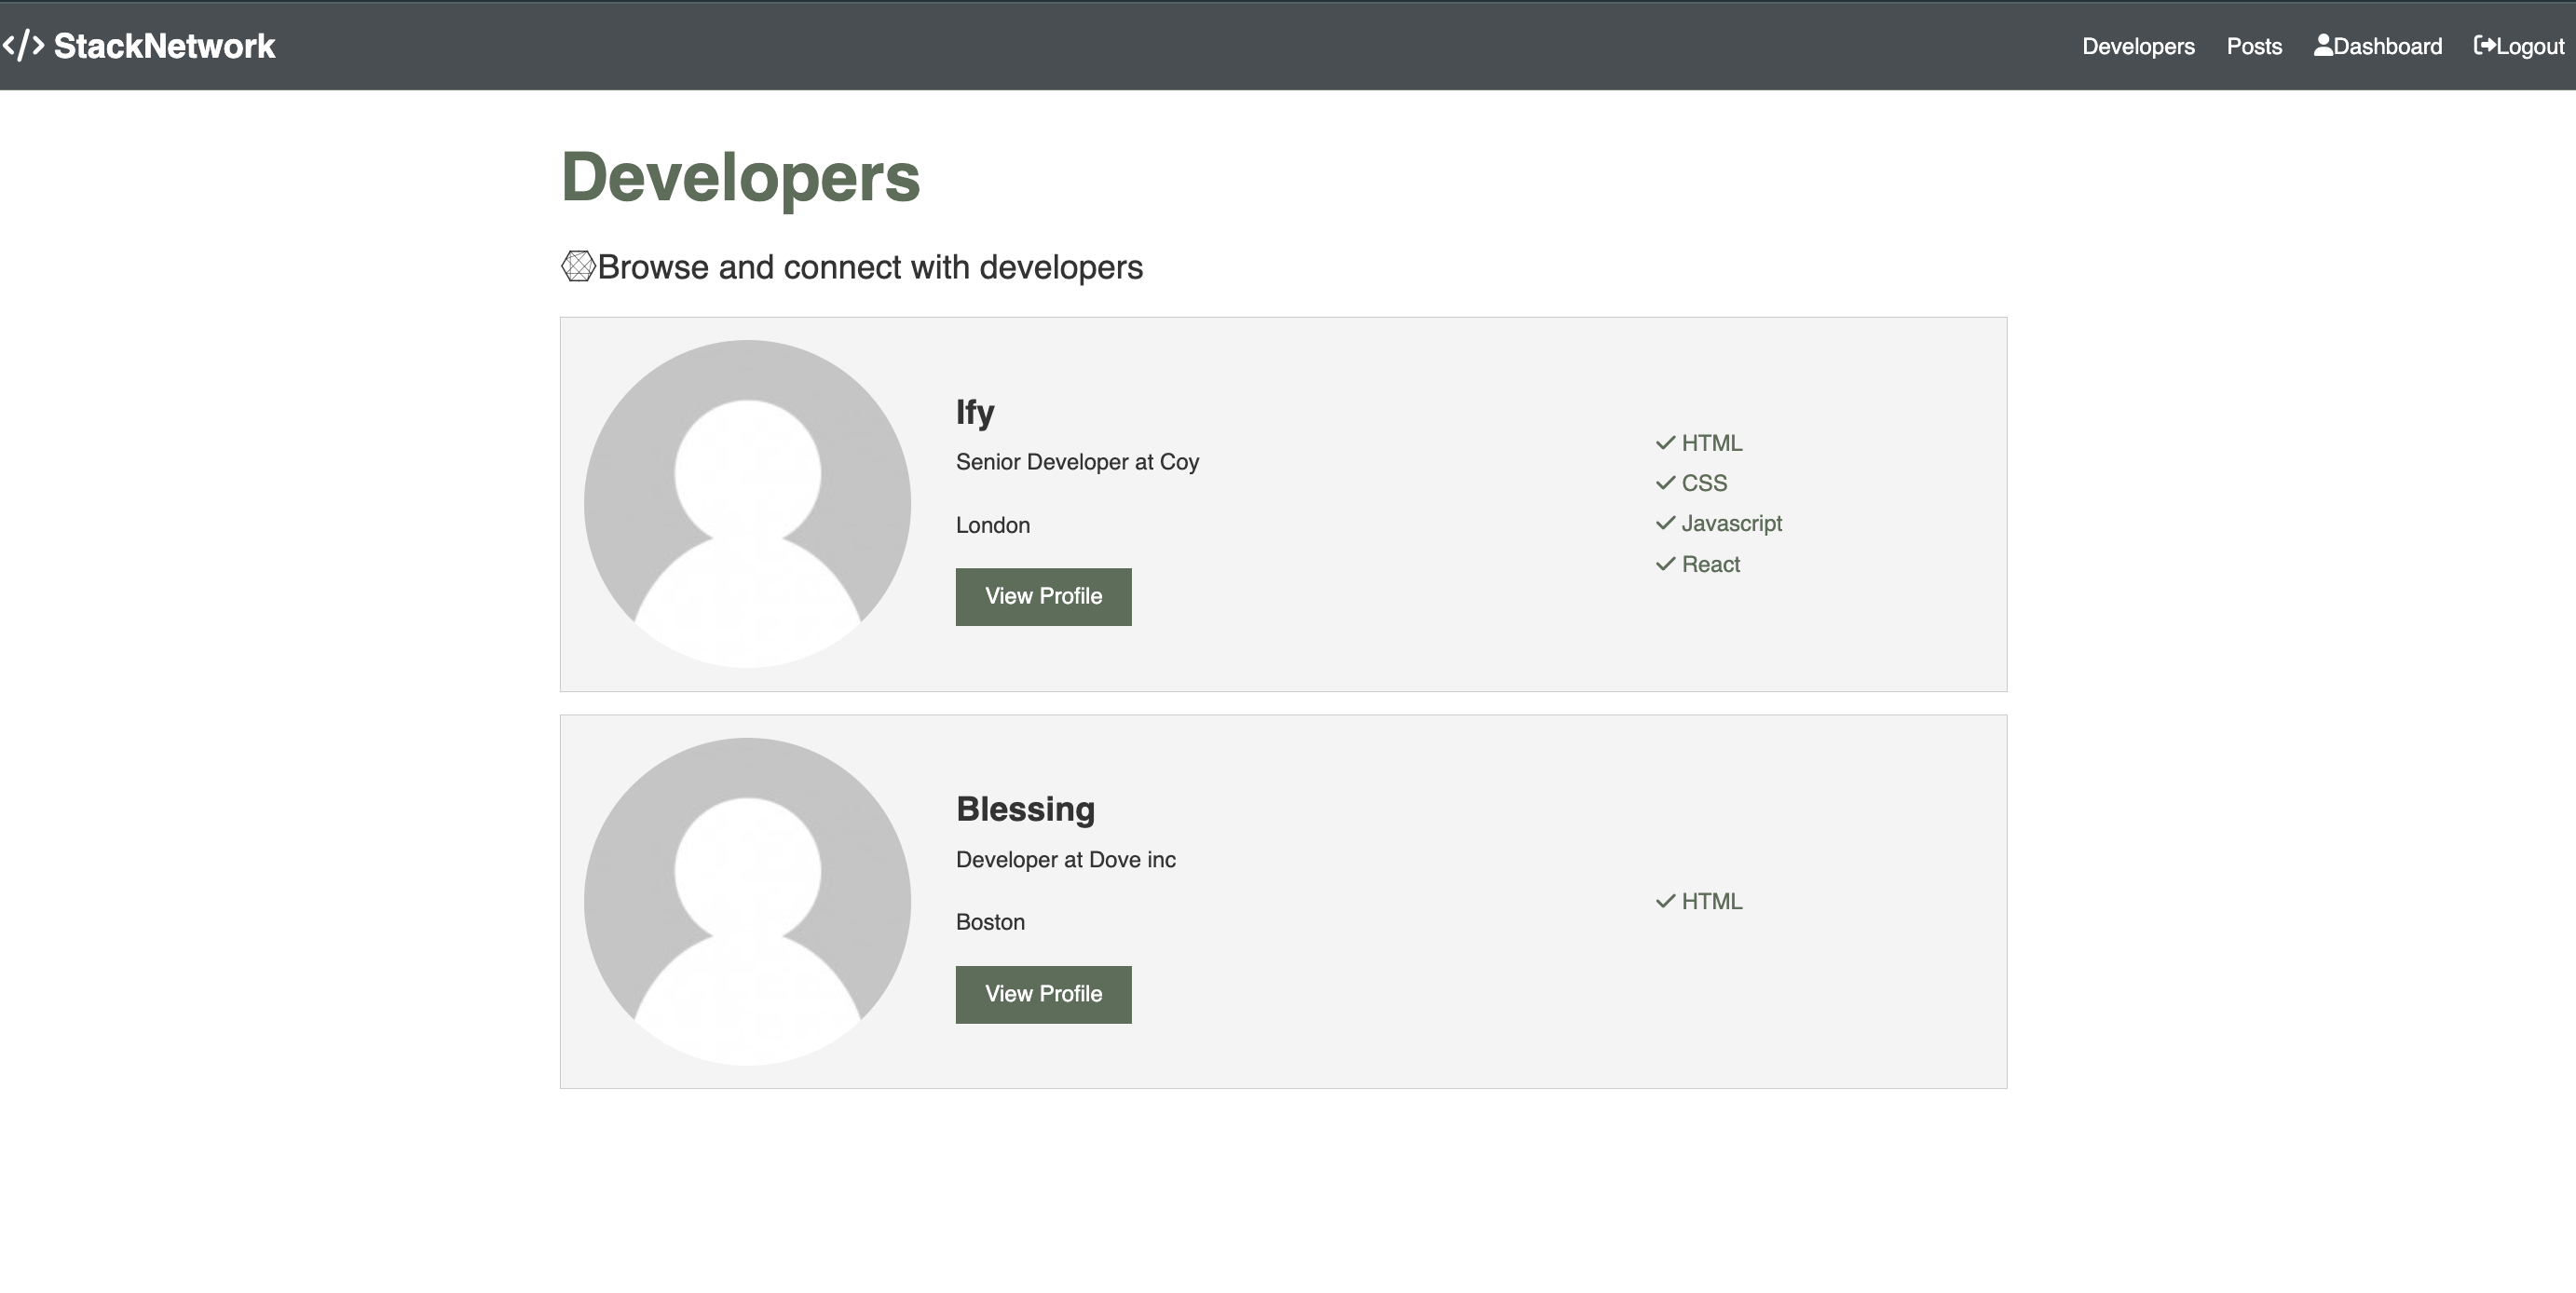 StackNetwork
Developers Posts Dashboard Logout
Developers
Browse and connect with developers
Ify
Senior Developer at Coy
London
View Profile
HTML
CSS
Javascript
React
Blessing
Developer at Dove inc
Boston
View Profile
HTML